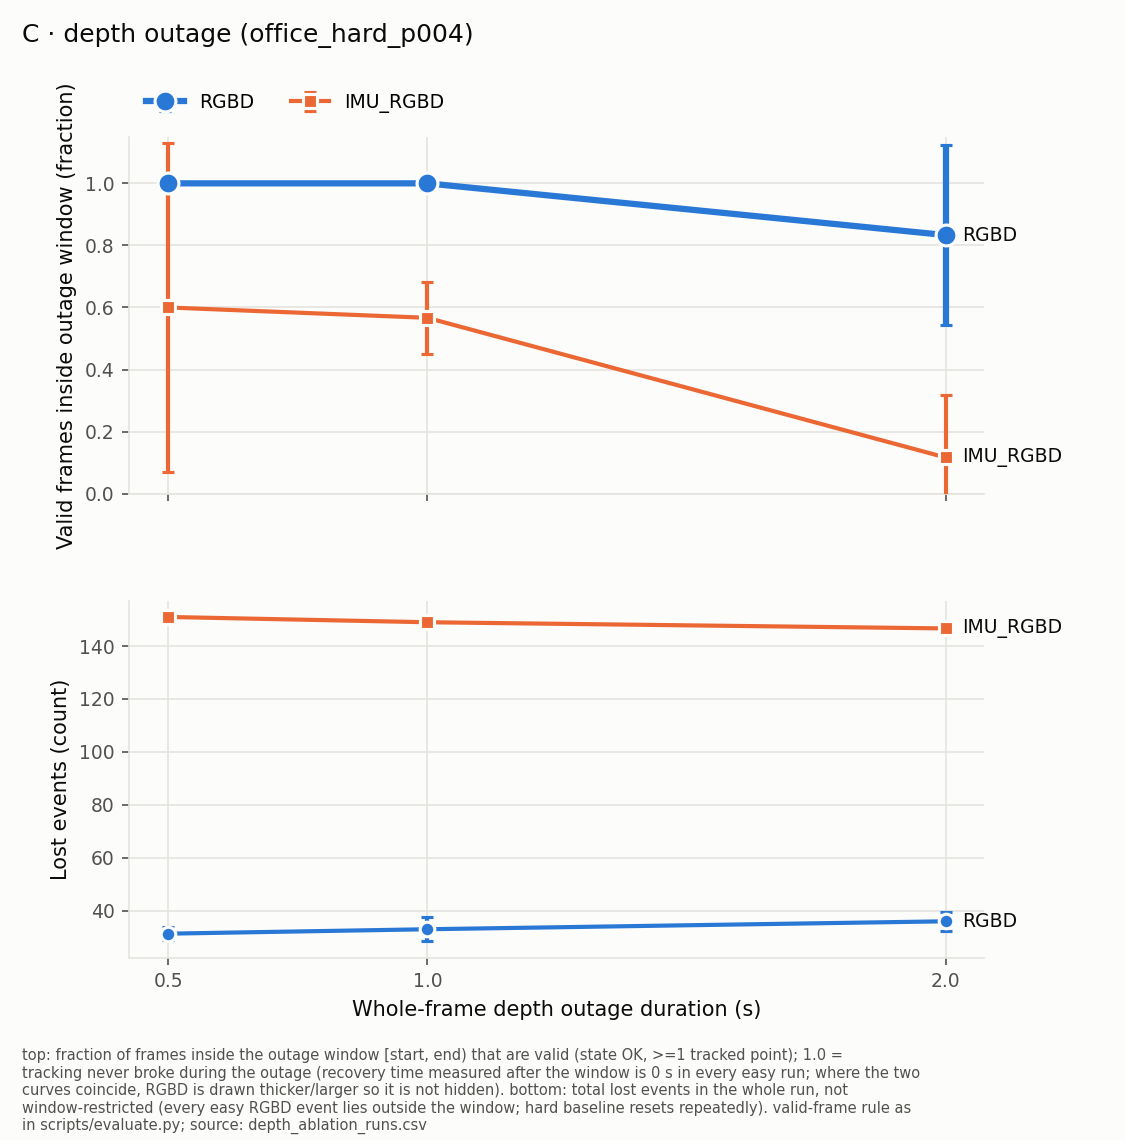 C · depth outage (office_hard_p004)
RGBD
IMU_RGBD
Valid frames inside outage window (fraction)
1.0
0.8
0.6
0.4
0.2
0.0
RGBD
IMU_RGBD
Lost events (count)
140
120
100
80
60
40
IMU_RGBD
RGBD
0.5
1.0
2.0
Whole-frame depth outage duration (s)
top: fraction of frames inside the outage window [start, end) that are valid (state OK, >=1 tracked point); 1.0 =
tracking never broke during the outage (recovery time measured after the window is 0 s in every easy run; where the two
curves coincide, RGBD is drawn thicker/larger so it is not hidden). bottom: total lost events in the whole run, not
window-restricted (every easy RGBD event lies outside the window; hard baseline resets repeatedly). valid-frame rule as
in scripts/evaluate.py; source: depth_ablation_runs.csv